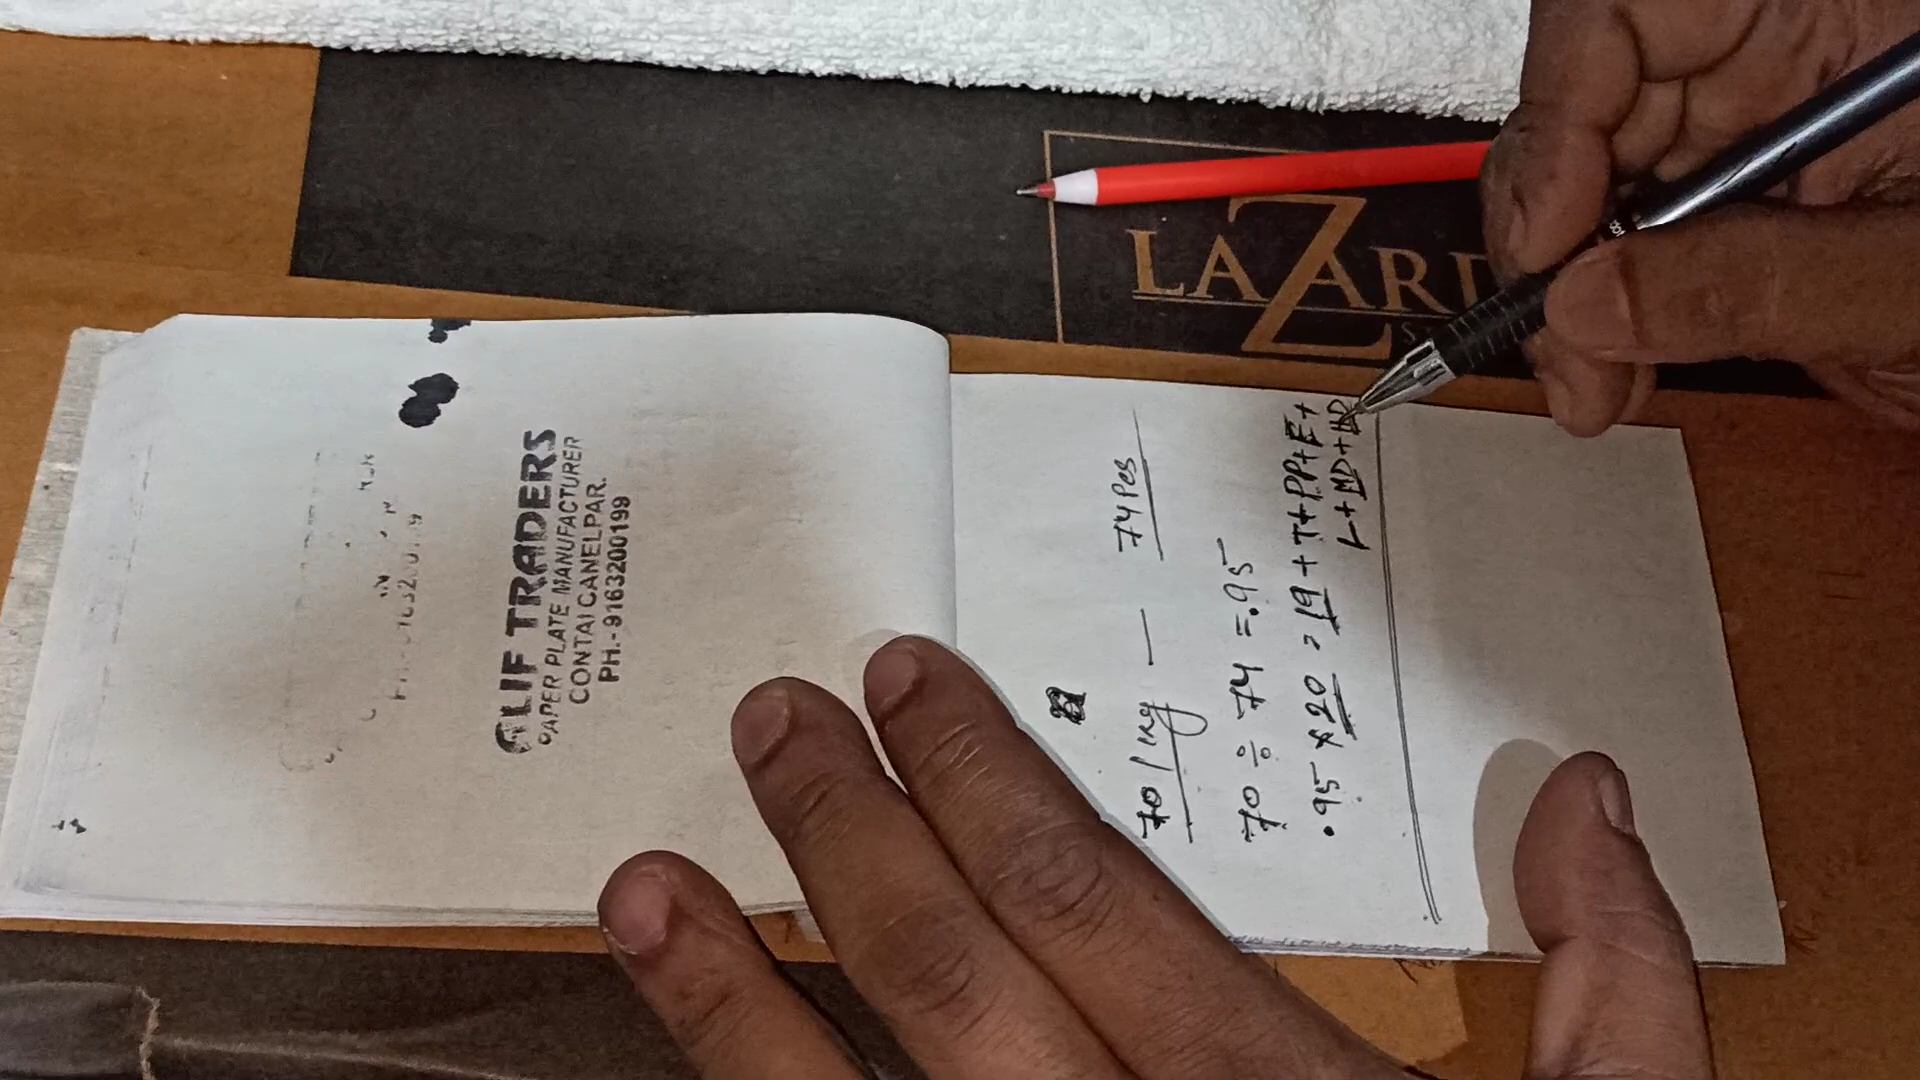 LAZARD
ALIF TRADERS
PAPER PLATE MANUFACTURER
CONTAI CANELPAR.
PH.-9163200199
70/kg — 74 Pcs
70 ÷ 74 = .95
.95 × 20 = 19 + T+PP+E+
L+MD+HD